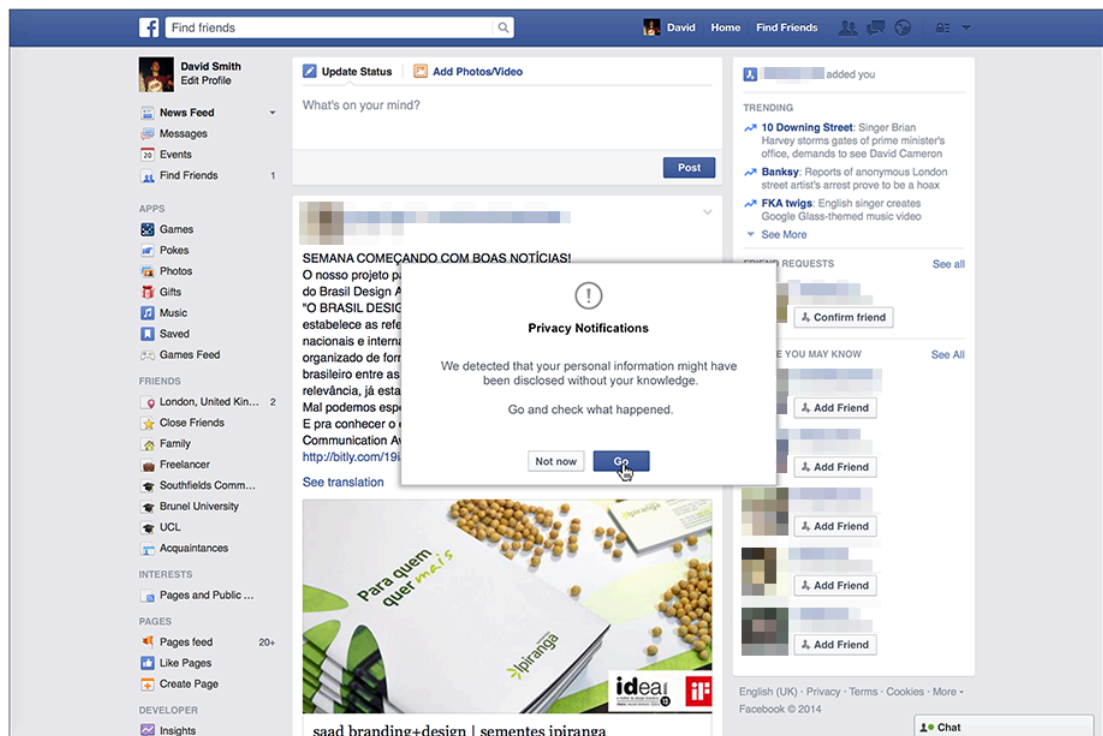 Find friends
David Home Find Friends
David Smith
Edit Profile
News Feed
Messages
20 Events
Find Friends 1
APPS
Games
Pokes
Photos
Gifts
Music
Saved
Games Feed
FRIENDS
London, United Kin... 2
Close Friends
Family
Freelancer
Southfields Comm...
Brunel University
UCL
Acquaintances
INTERESTS
Pages and Public ...
PAGES
Pages feed 20+
Like Pages
Create Page
DEVELOPER
Insights
Update Status Add Photos/Video
What's on your mind?
Post
SEMANA COMEÇANDO COM BOAS NOTÍCIAS!
O nosso projeto
do Brasil Design
"O BRASIL
estabelece as
nacionais e
organizado de
brasileiro entre as
relevância, já
Mal podemos
E pra conhecer o
Communication
http://bitly.com/19i
See translation
Privacy Notifications
We detected that your personal information might have
been disclosed without your knowledge.
Go and check what happened.
Not now Go
Para quem
quer mais
Ipiranga
Ipiranga
idea
13
iF
saad branding+design | sementes ipiranga
added you
TRENDING
10 Downing Street: Singer Brian
Harvey storms gates of prime minister's
office, demands to see David Cameron
Banksy: Reports of anonymous London
street artist's arrest prove to be a hoax
FKA twigs: English singer creates
Google Glass-themed music video
See More
REQUESTS See all
Confirm friend
YOU MAY KNOW See All
Add Friend
Add Friend
Add Friend
Add Friend
Add Friend
English (UK) · Privacy · Terms · Cookies · More
Facebook © 2014
1 Chat